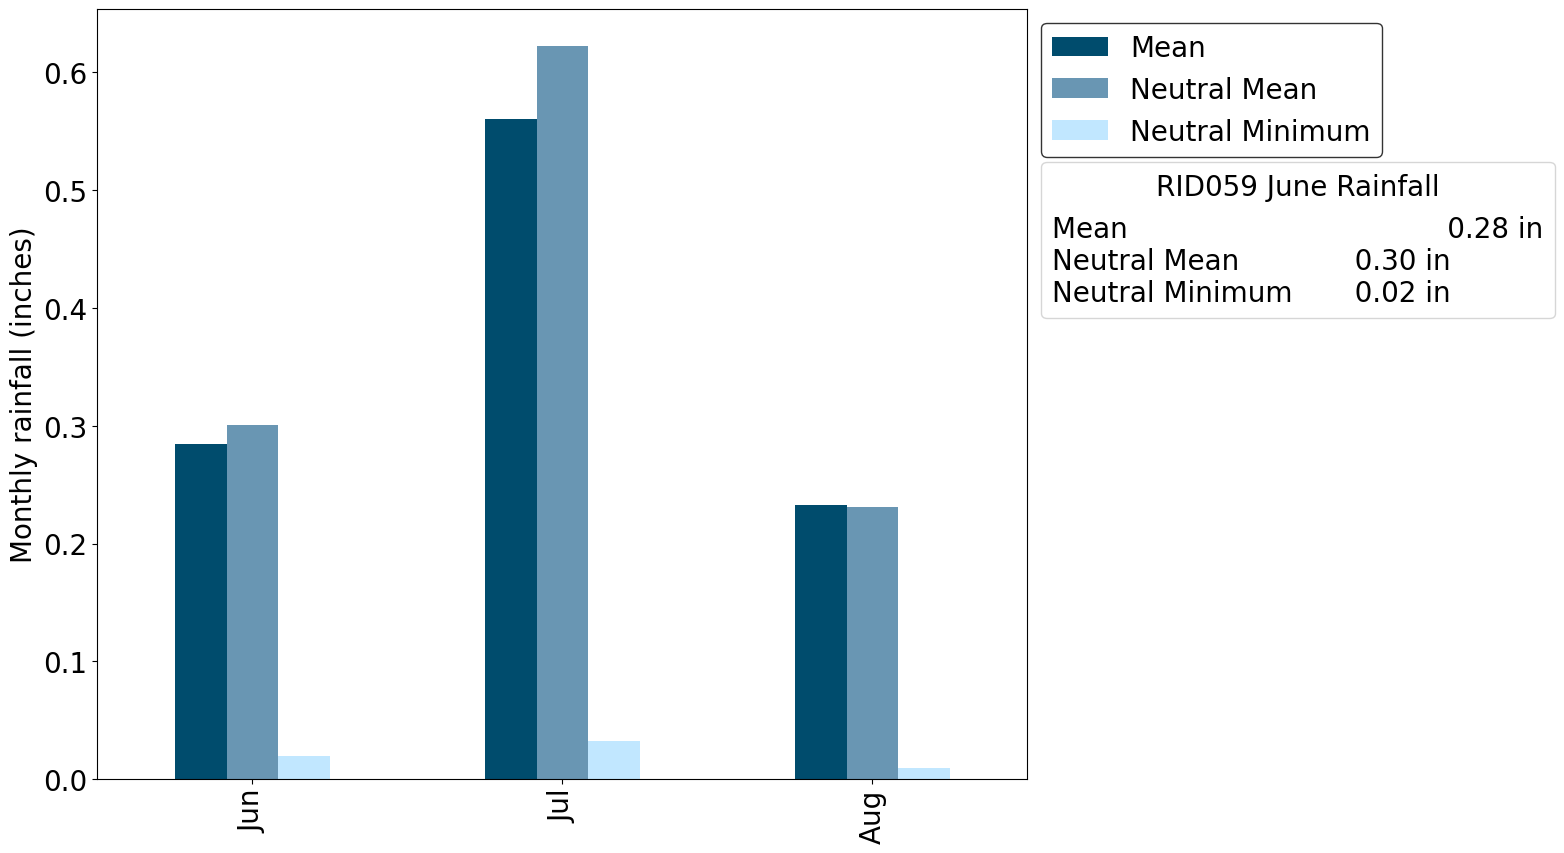 Monthly rainfall (inches)
0.6
0.5
0.4
0.3
0.2
0.1
0.0
Jun
Jul
Aug
Mean
Neutral Mean
Neutral Minimum
RID059 June Rainfall
Mean 0.28 in
Neutral Mean 0.30 in
Neutral Minimum 0.02 in